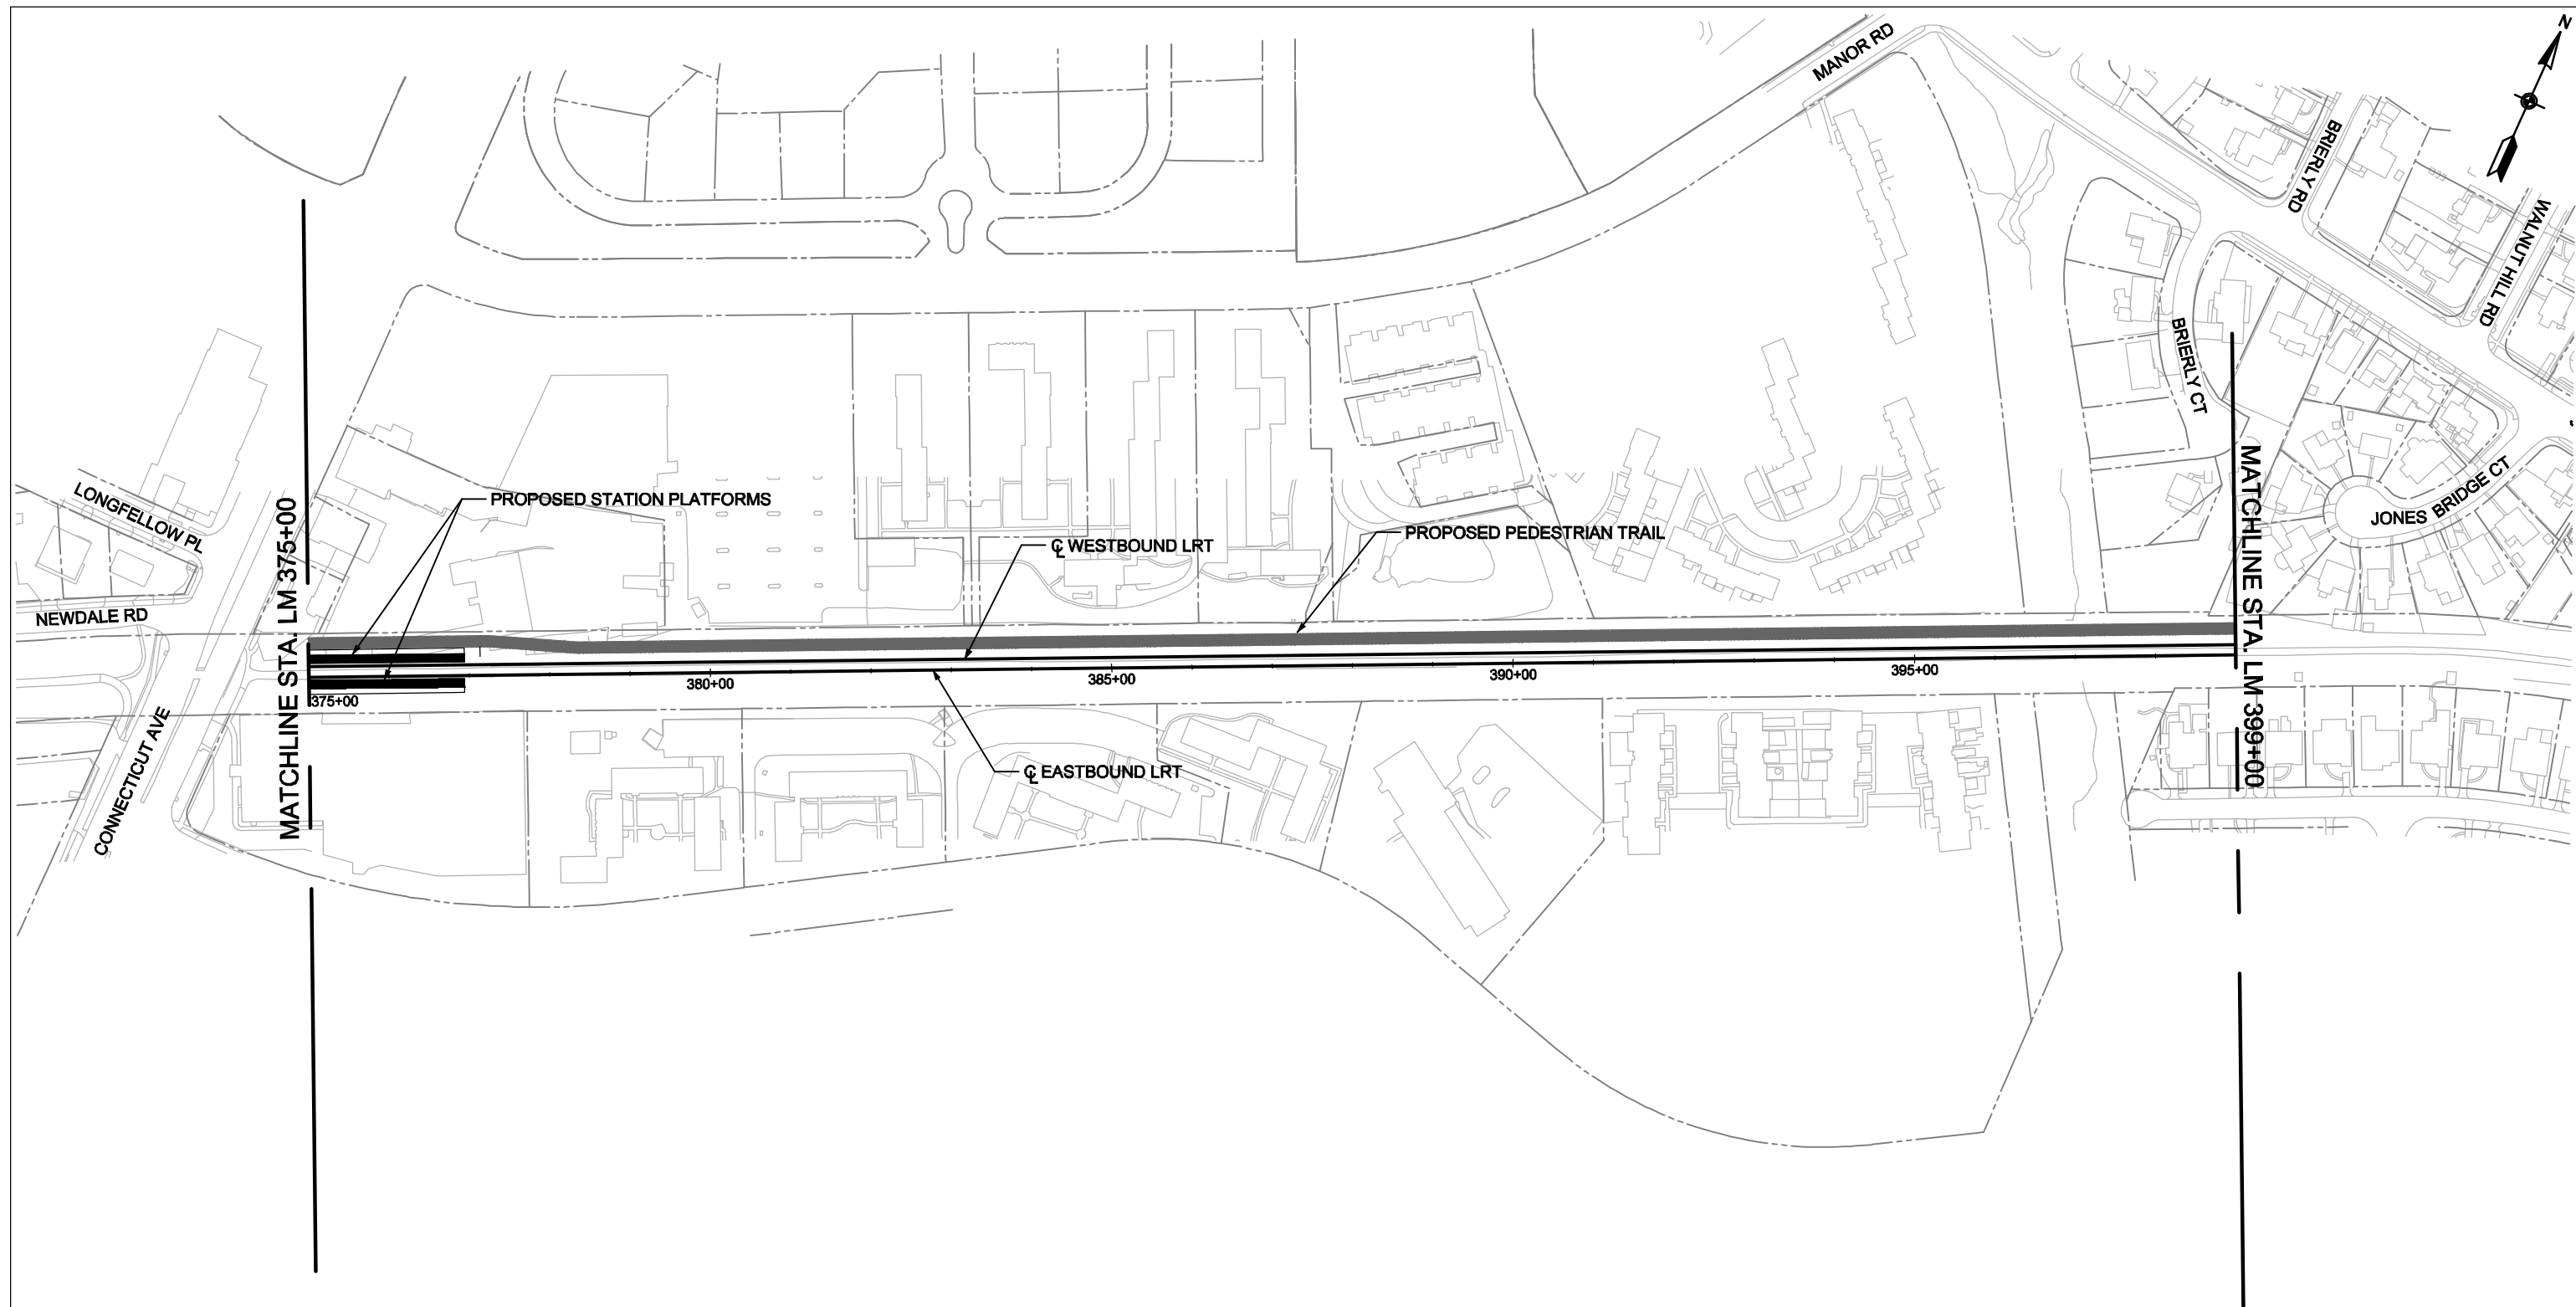 N
MANOR RD
BRIERLY RD
WALNUT HILL RD
BRIERLY CT
JONES BRIDGE CT
LONGFELLOW PL
NEWDALE RD
CONNECTICUT AVE
MATCHLINE STA. LM 375+00
PROPOSED STATION PLATFORMS
℄ WESTBOUND LRT
PROPOSED PEDESTRIAN TRAIL
MATCHLINE STA. LM 399+00
375+00
380+00
385+00
390+00
395+00
℄ EASTBOUND LRT